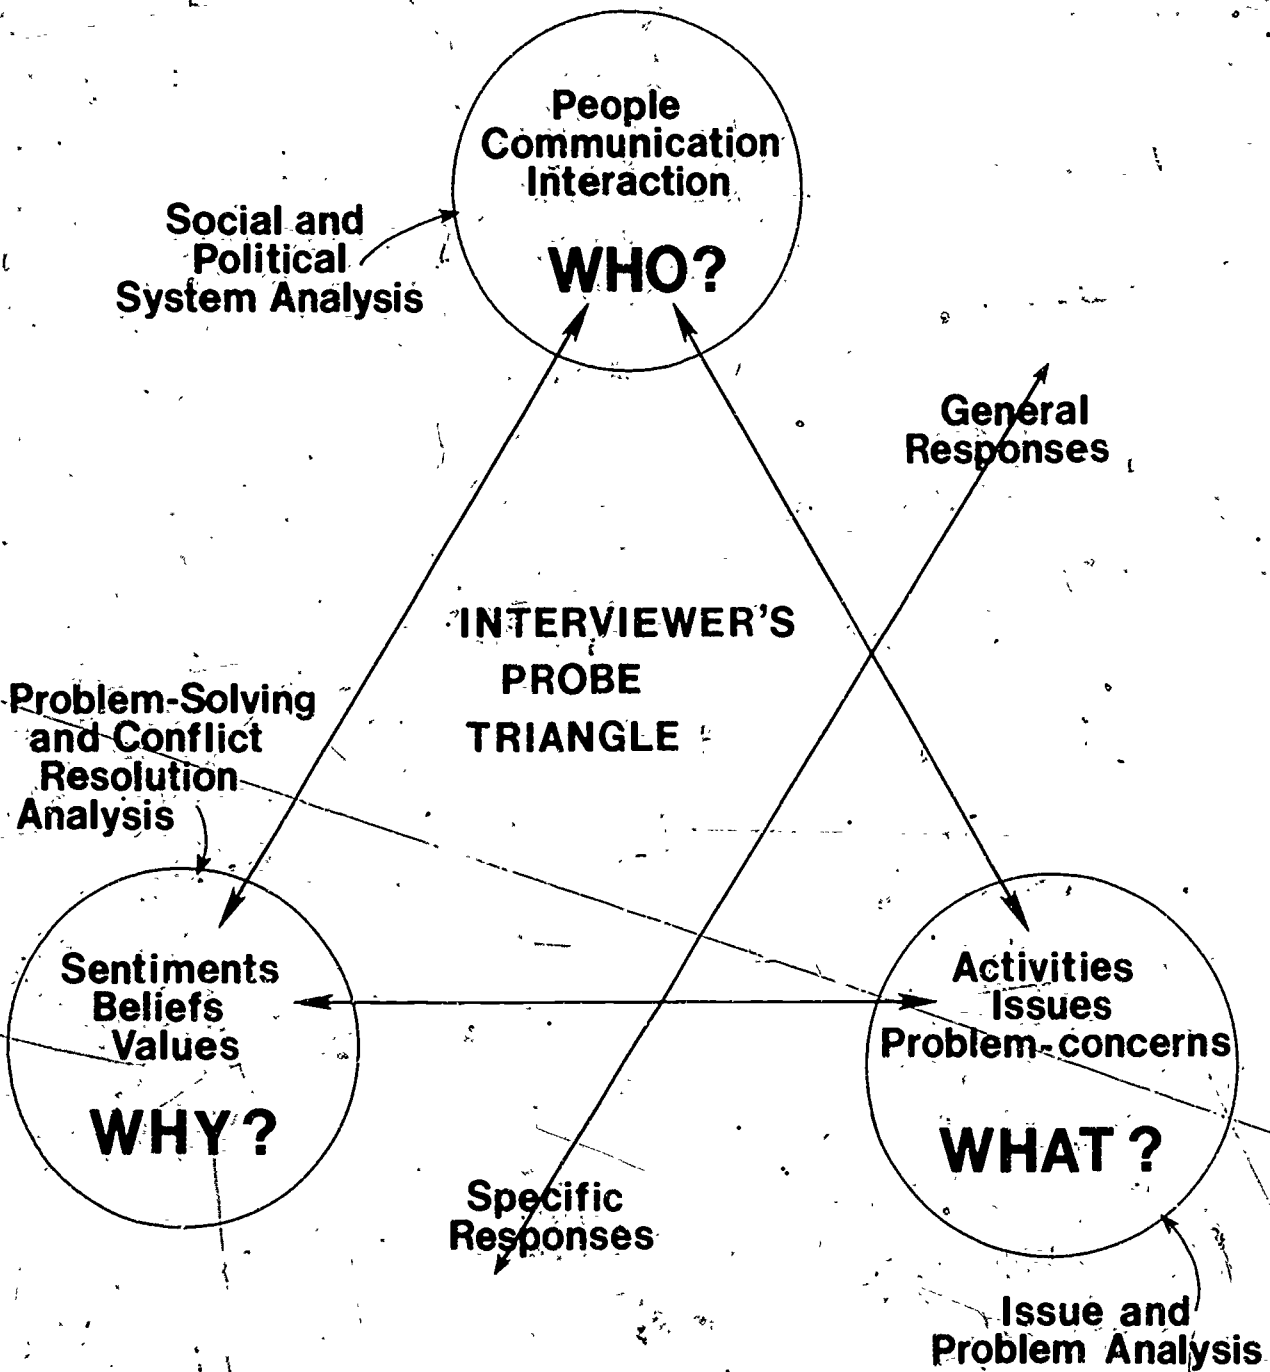 People
Communication
Interaction
WHO?
Social and
Political
System Analysis
General
Responses
INTERVIEWER'S
PROBE
TRIANGLE
Problem-Solving
and Conflict
Resolution
Analysis
Sentiments
Beliefs
Values
WHY?
Activities
Issues
Problem-concerns
WHAT?
Specific
Responses
Issue and
Problem Analysis